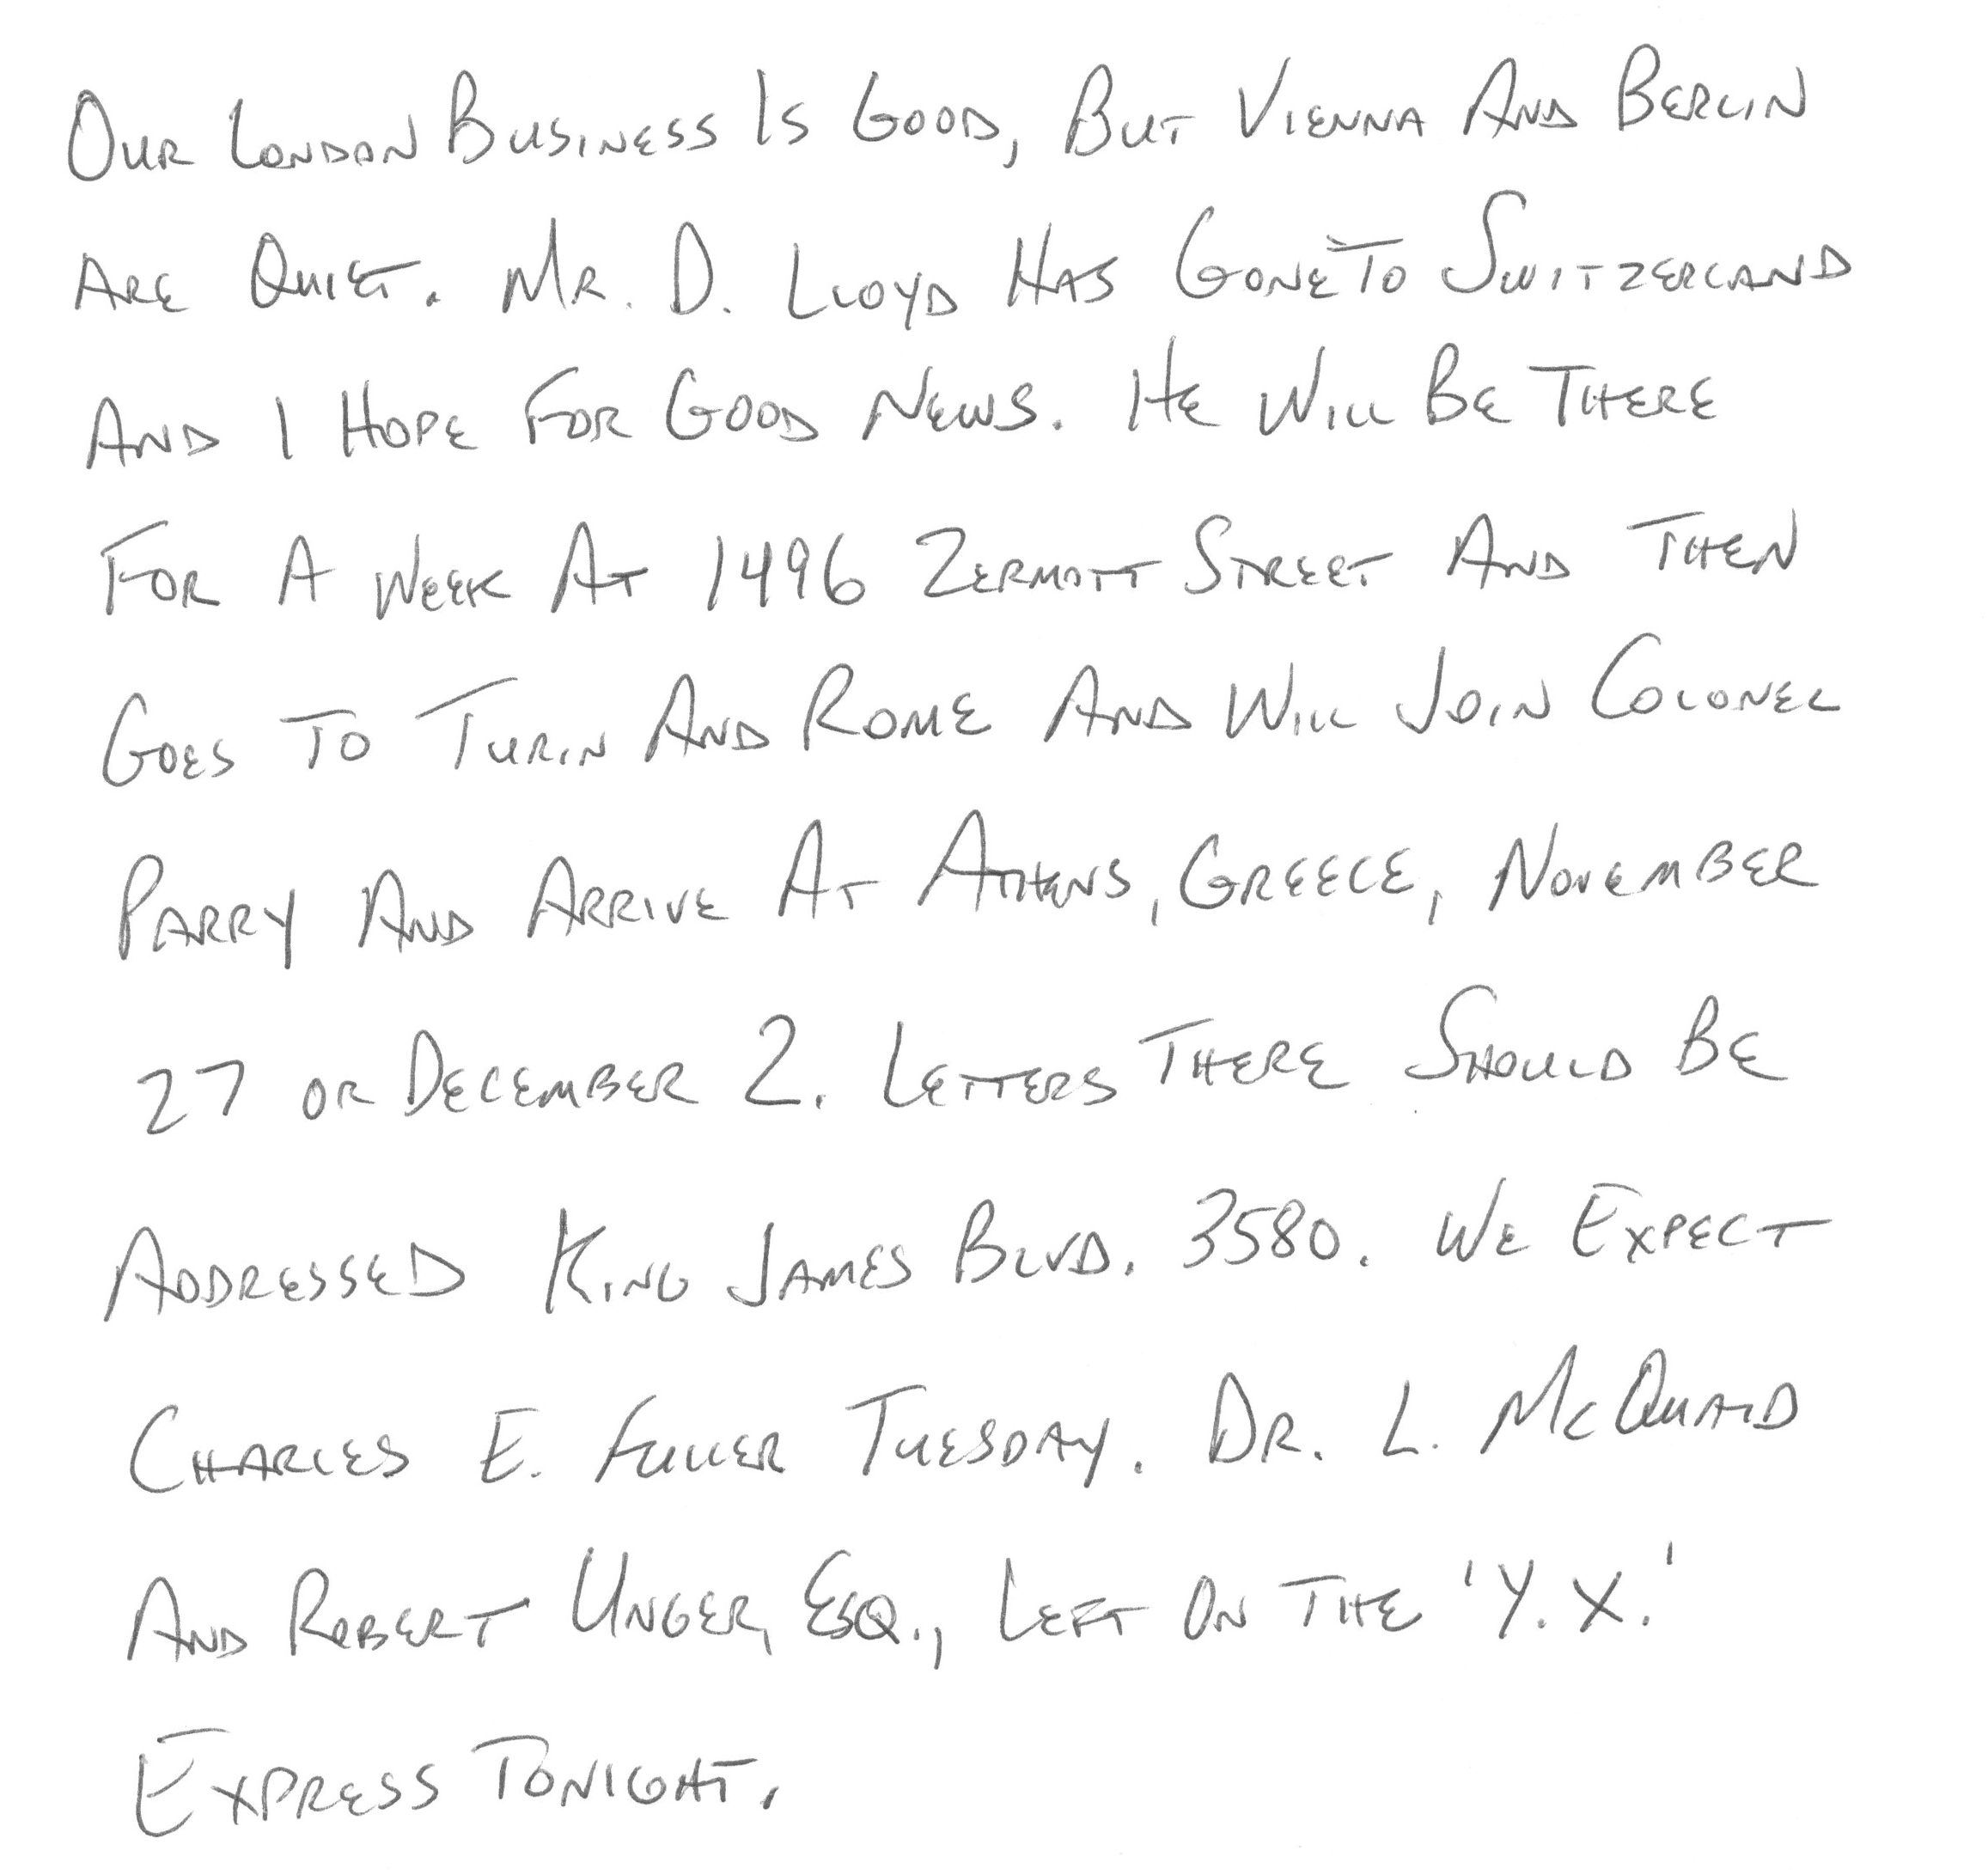 Our London Business Is Good, But Vienna And Berlin
Are Quiet. Mr. D. Lloyd Has Gone To Switzerland
And I Hope For Good News. He Will Be There
For A Week At 1496 Zermott Street And Then
Goes To Turin And Rome And Will Join Colonel
Parry And Arrive At Athens, Greece, November
27 or December 2. Letters There Should Be
Addressed King James Blvd. 3580. We Expect
Charles E. Fuller Tuesday. Dr. L. McQuaid
And Robert Unger, Esq., Left On The 'Y.X.'
Express Tonight.